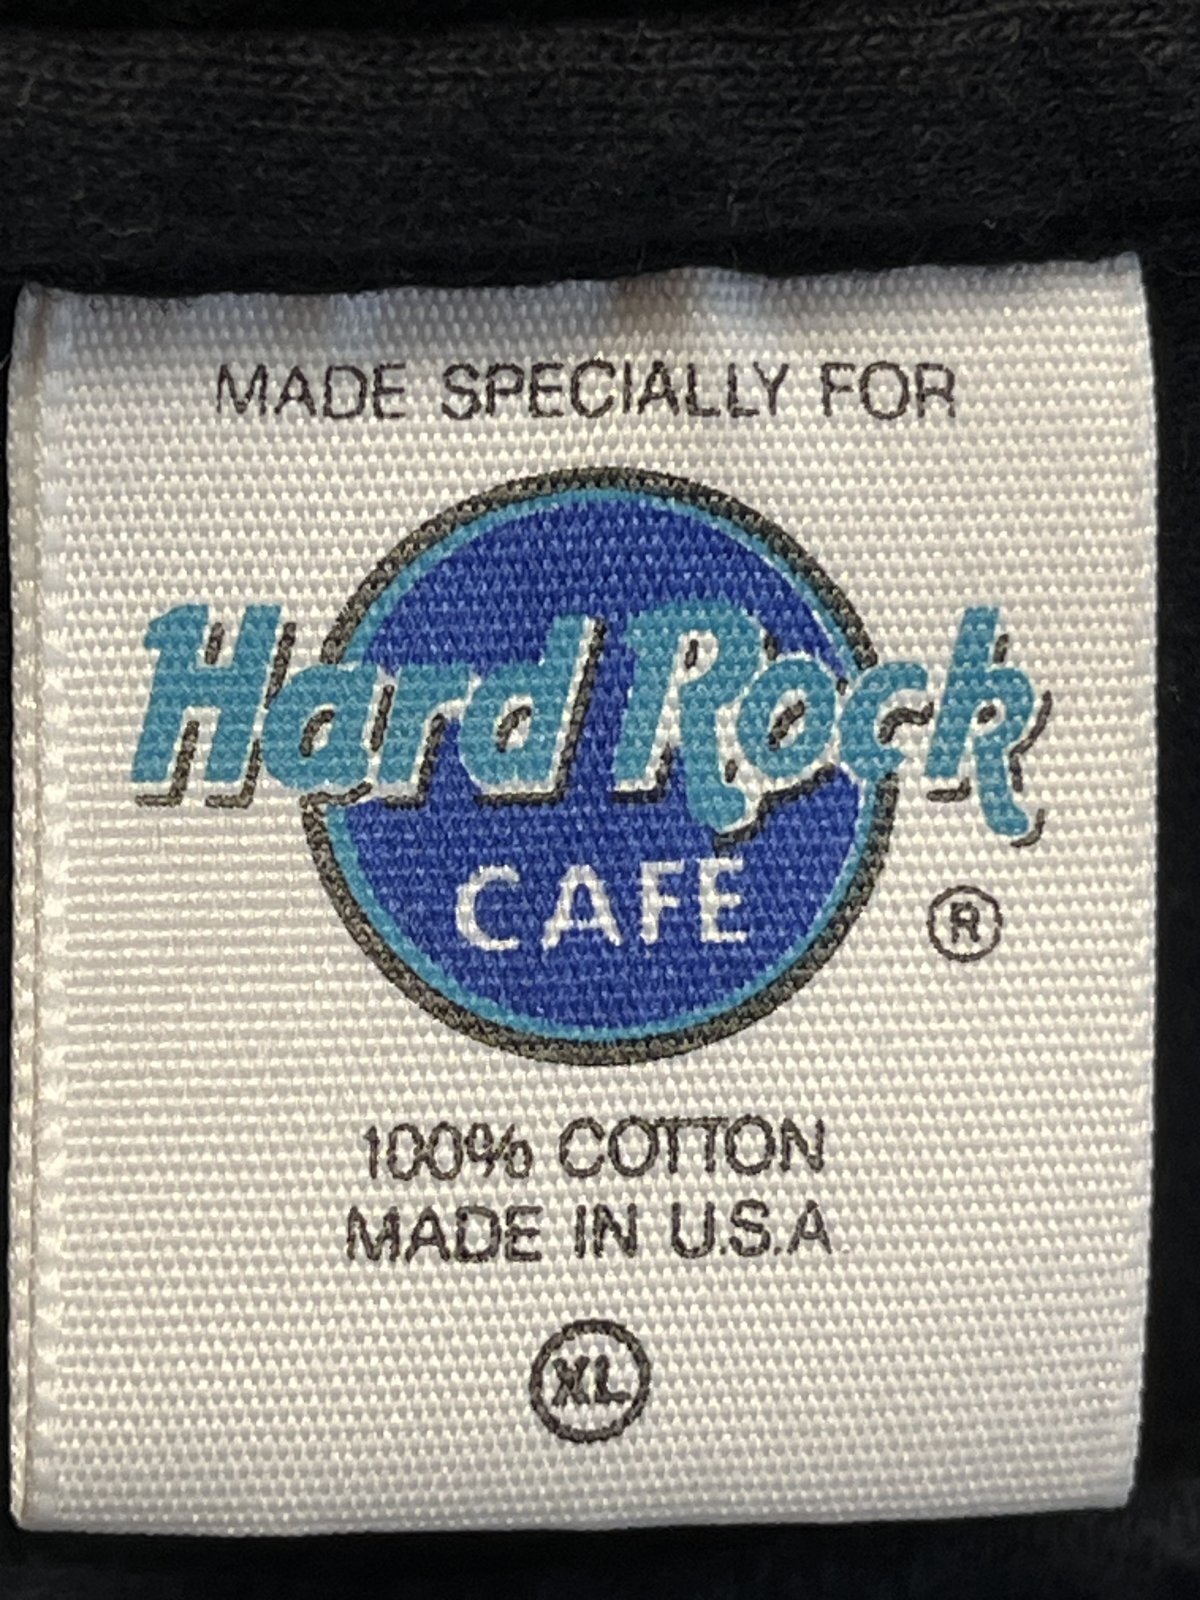 MADE SPECIALLY FOR
Hard Rock
CAFE
®
100% COTTON
MADE IN U.S.A.
XL